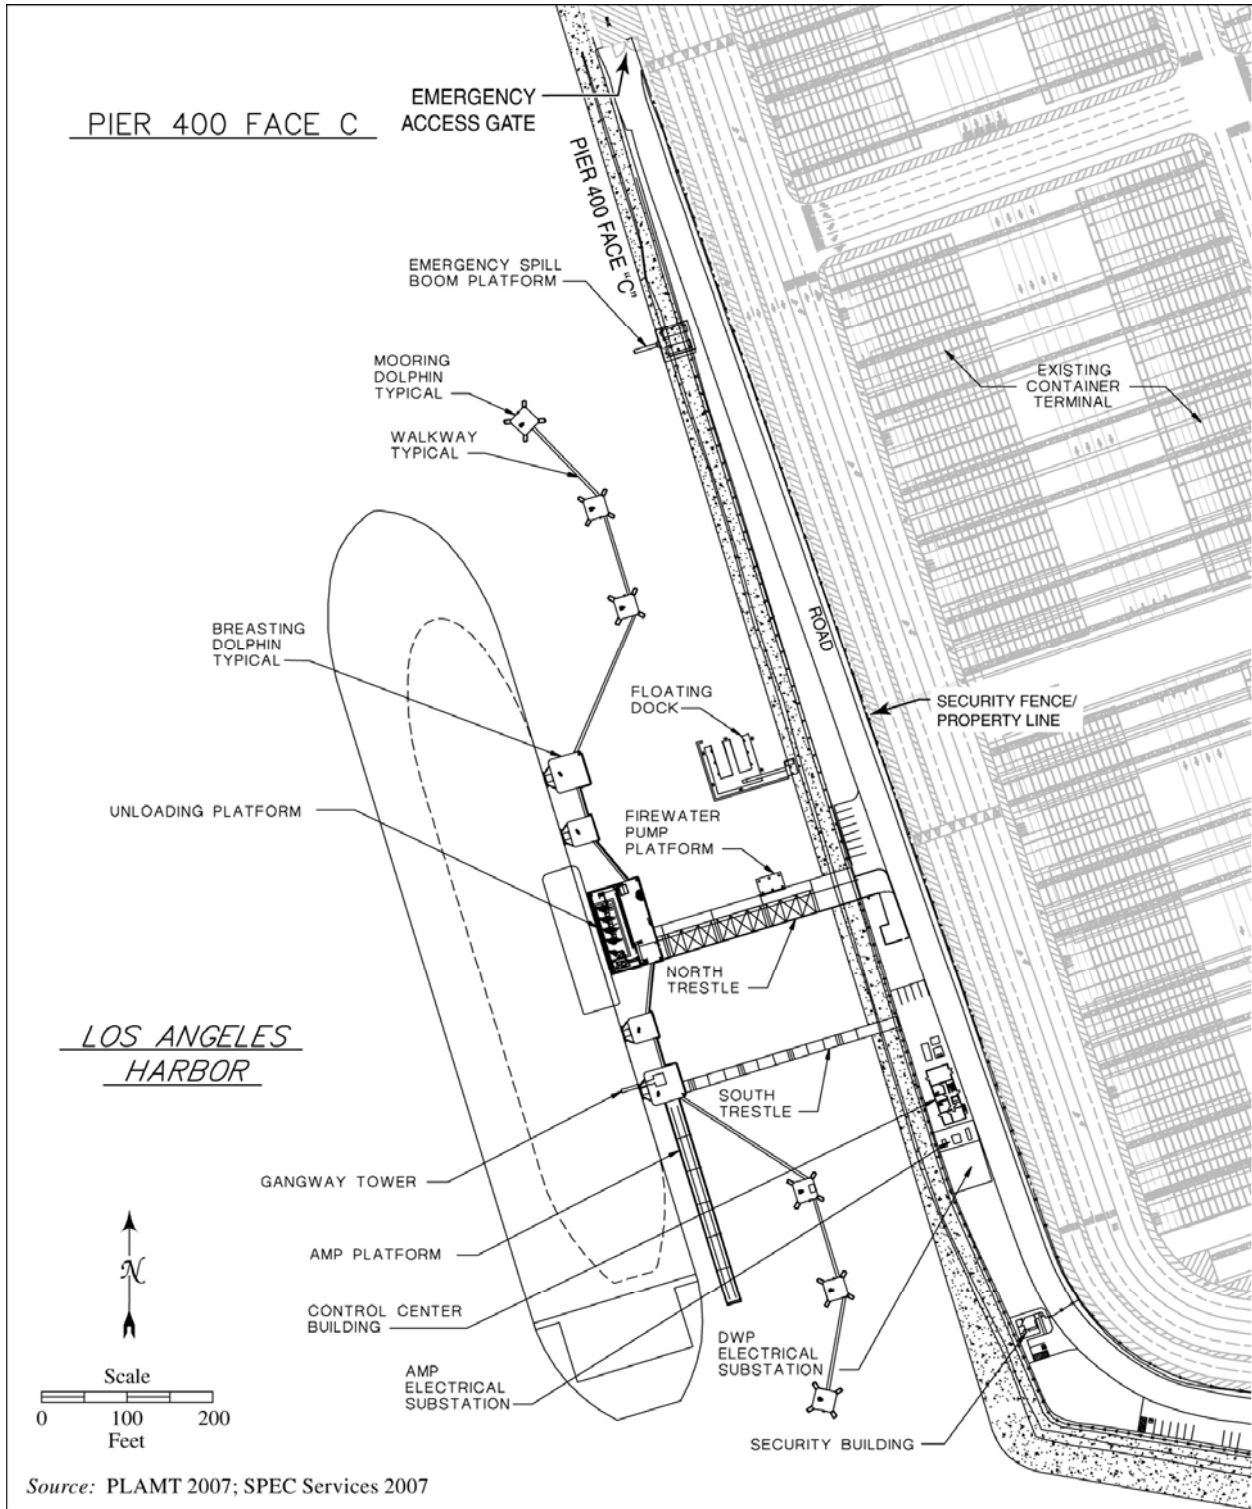 PIER 400 FACE C
EMERGENCY
ACCESS GATE
PIER 400 FACE "C"
EMERGENCY SPILL
BOOM PLATFORM
MOORING
DOLPHIN
TYPICAL
WALKWAY
TYPICAL
EXISTING
CONTAINER
TERMINAL
ROAD
BREASTING
DOLPHIN
TYPICAL
FLOATING
DOCK
SECURITY FENCE/
PROPERTY LINE
UNLOADING PLATFORM
FIREWATER
PUMP
PLATFORM
NORTH
TRESTLE
LOS ANGELES
HARBOR
SOUTH
TRESTLE
GANGWAY TOWER
AMP PLATFORM
N
CONTROL CENTER
BUILDING
DWP
ELECTRICAL
SUBSTATION
AMP
ELECTRICAL
SUBSTATION
Scale
0 100 200
Feet
SECURITY BUILDING
Source: PLAMT 2007; SPEC Services 2007